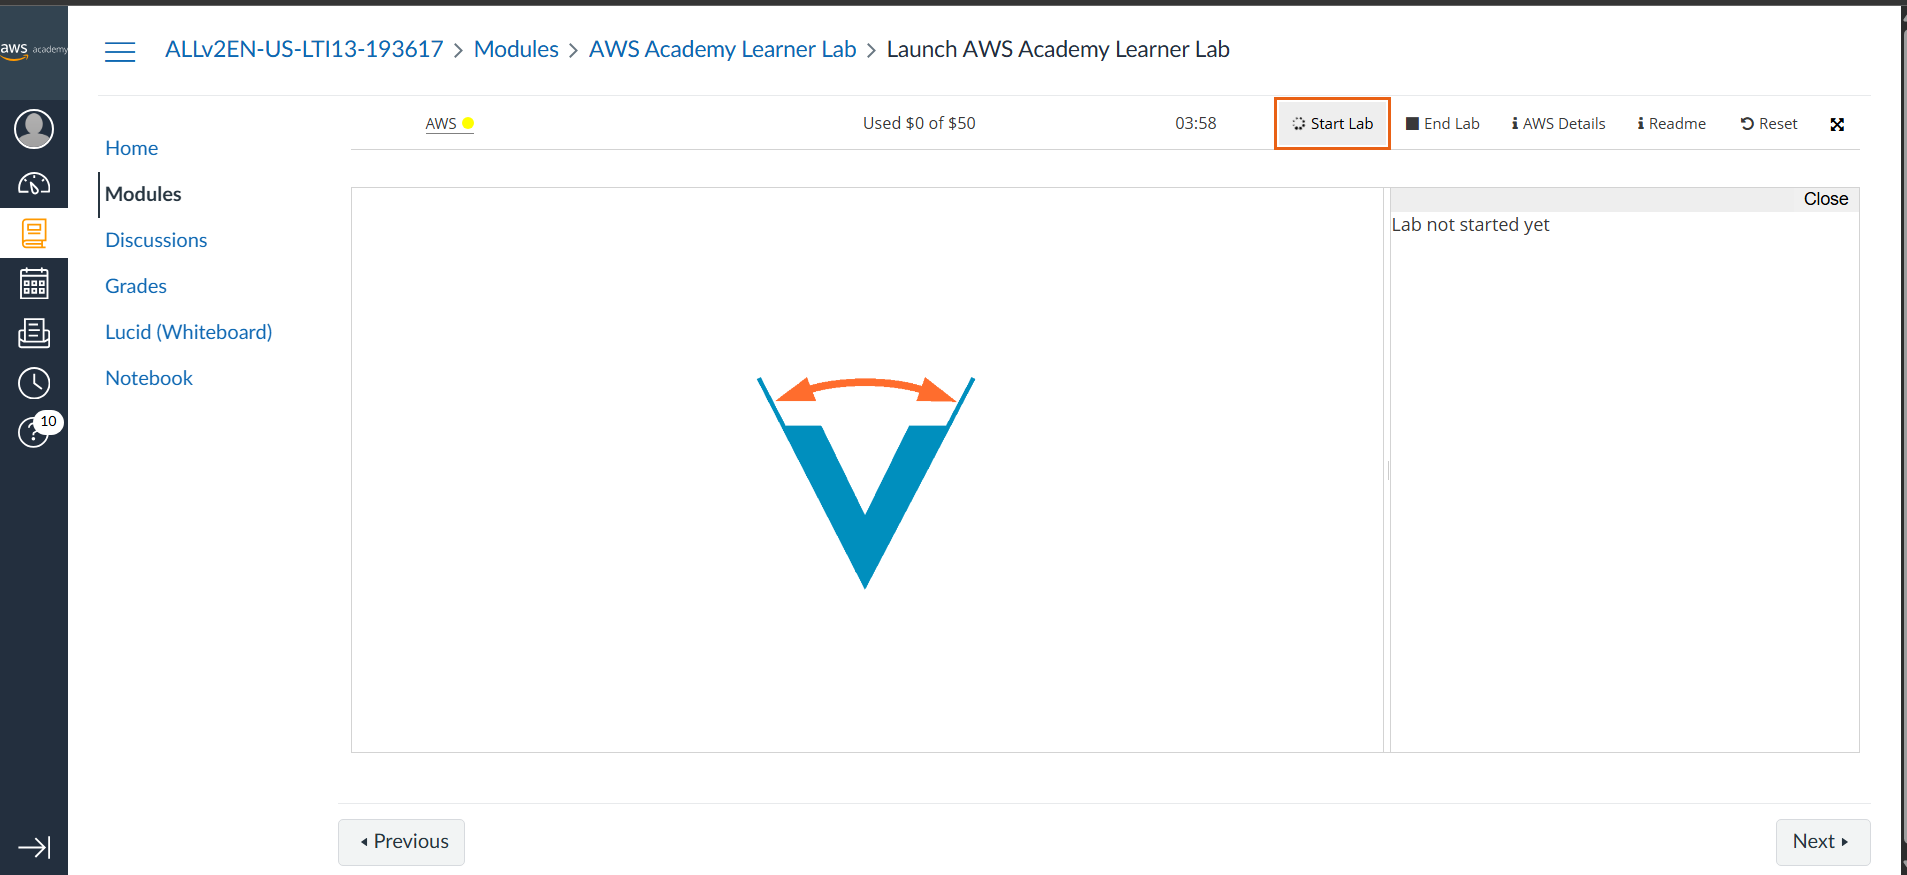 aws academy
ALLv2EN-US-LTI13-193617 > Modules > AWS Academy Learner Lab > Launch AWS Academy Learner Lab
AWS Used $0 of $50 03:58 Start Lab End Lab AWS Details Readme Reset
Home
Modules
Discussions
Grades
Lucid (Whiteboard)
Notebook
10
Close
Lab not started yet
Previous
Next